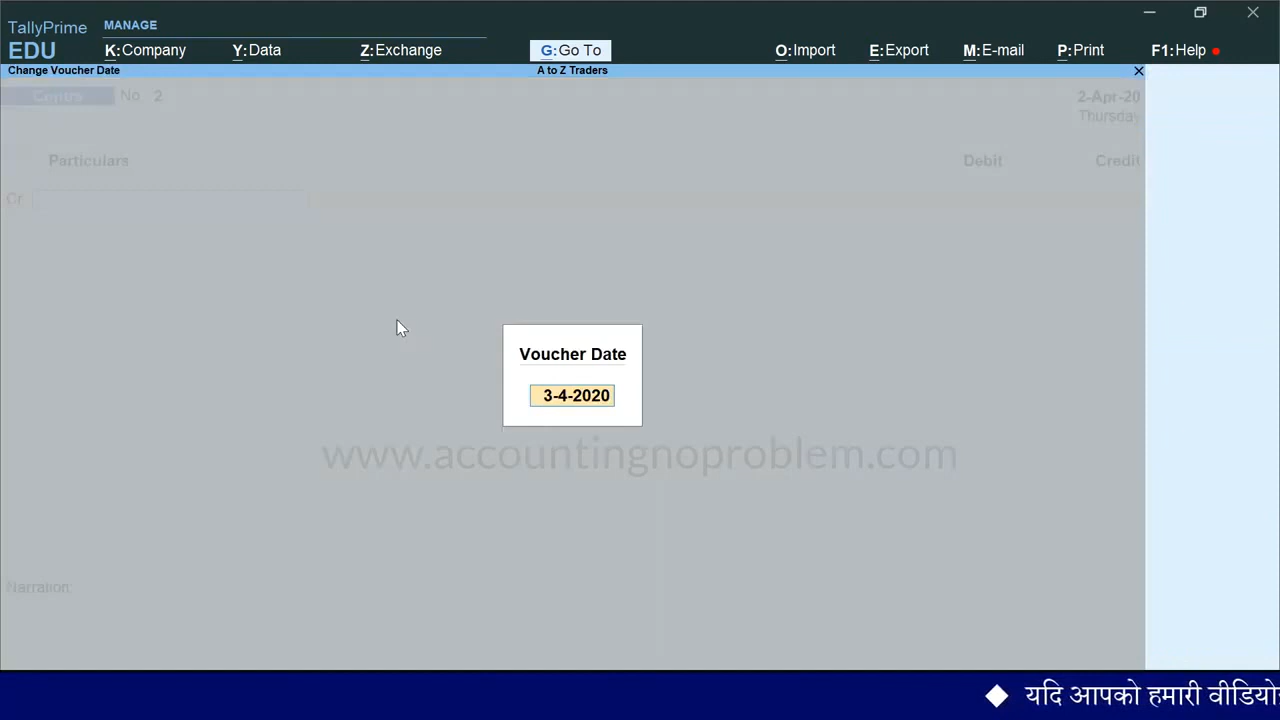 TallyPrime MANAGE
EDU K:Company Y:Data Z:Exchange G:Go To O:Import E:Export M:E-mail P:Print F1:Help
Change Voucher Date A to Z Traders
Contra No. 2 2-Apr-20
Thursday
Particulars Debit Credit
Cr
Voucher Date
3-4-2020
www.accountingnoproblem.com
Narration:
यदि आपको हमारी वीडियो